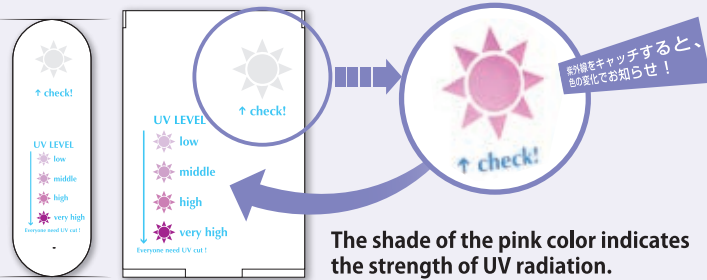 ↑ check!
UV LEVEL
low
middle
high
very high
Everyone need UV cut !
↑ check!
UV LEVEL
low
middle
high
very high
Everyone need UV cut !
↑ check!
紫外線をキャッチすると、
色の変化でお知らせ！
The shade of the pink color indicates
the strength of UV radiation.